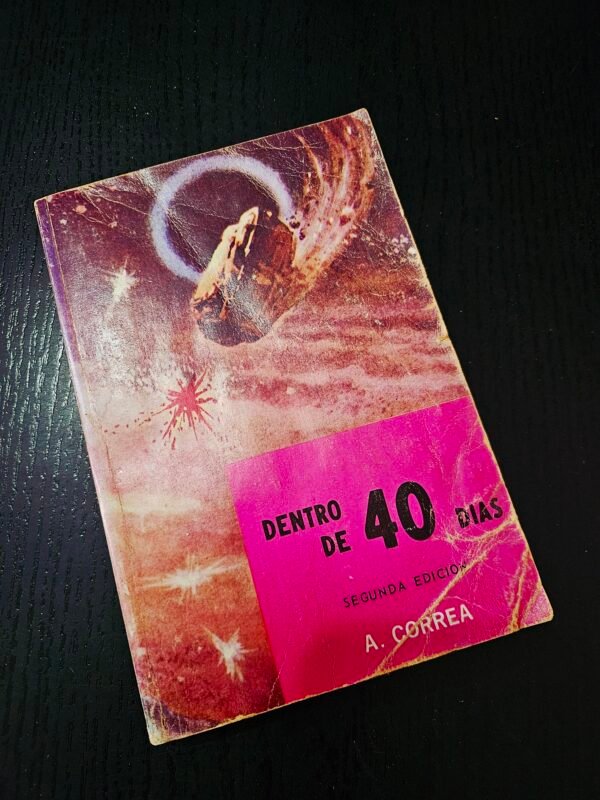 DENTRO
DE 40 DIAS
SEGUNDA EDICION
A. CORREA